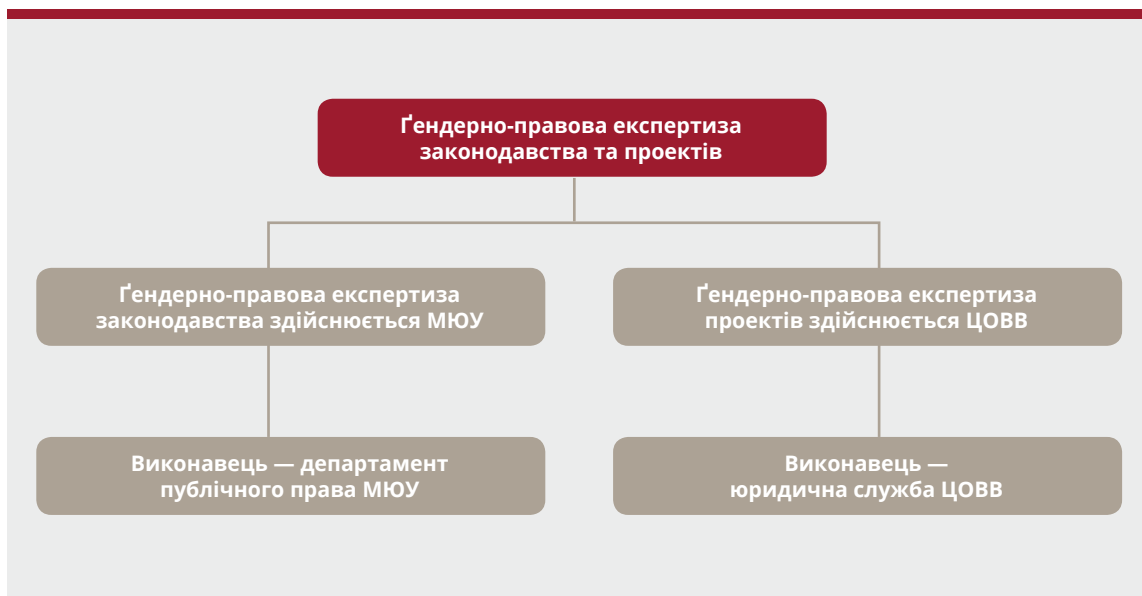 Ґендерно-правова експертиза
законодавства та проектів
Ґендерно-правова експертиза
законодавства здійснюється МЮУ
Ґендерно-правова експертиза
проектів здійснюється ЦОВВ
Виконавець — департамент
публічного права МЮУ
Виконавець —
юридична служба ЦОВВ